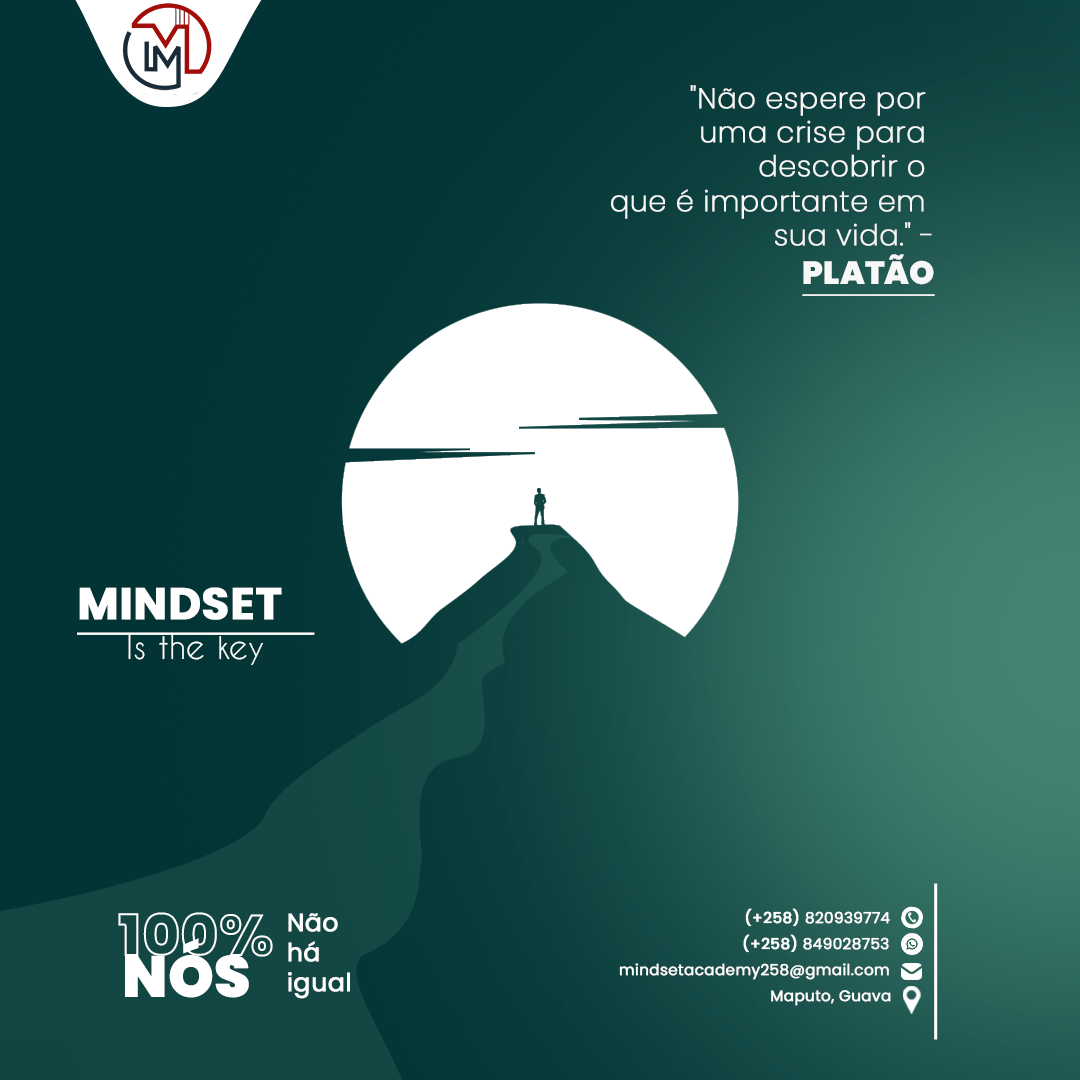 LM
"Não espere por
uma crise para
descobrir o
que é importante em
sua vida." -
PLATÃO
MINDSET
Is the key
100%
NÓS
Não
há
igual
(+258) 820939774
(+258) 849028753
mindsetacademy258@gmail.com
Maputo, Guava